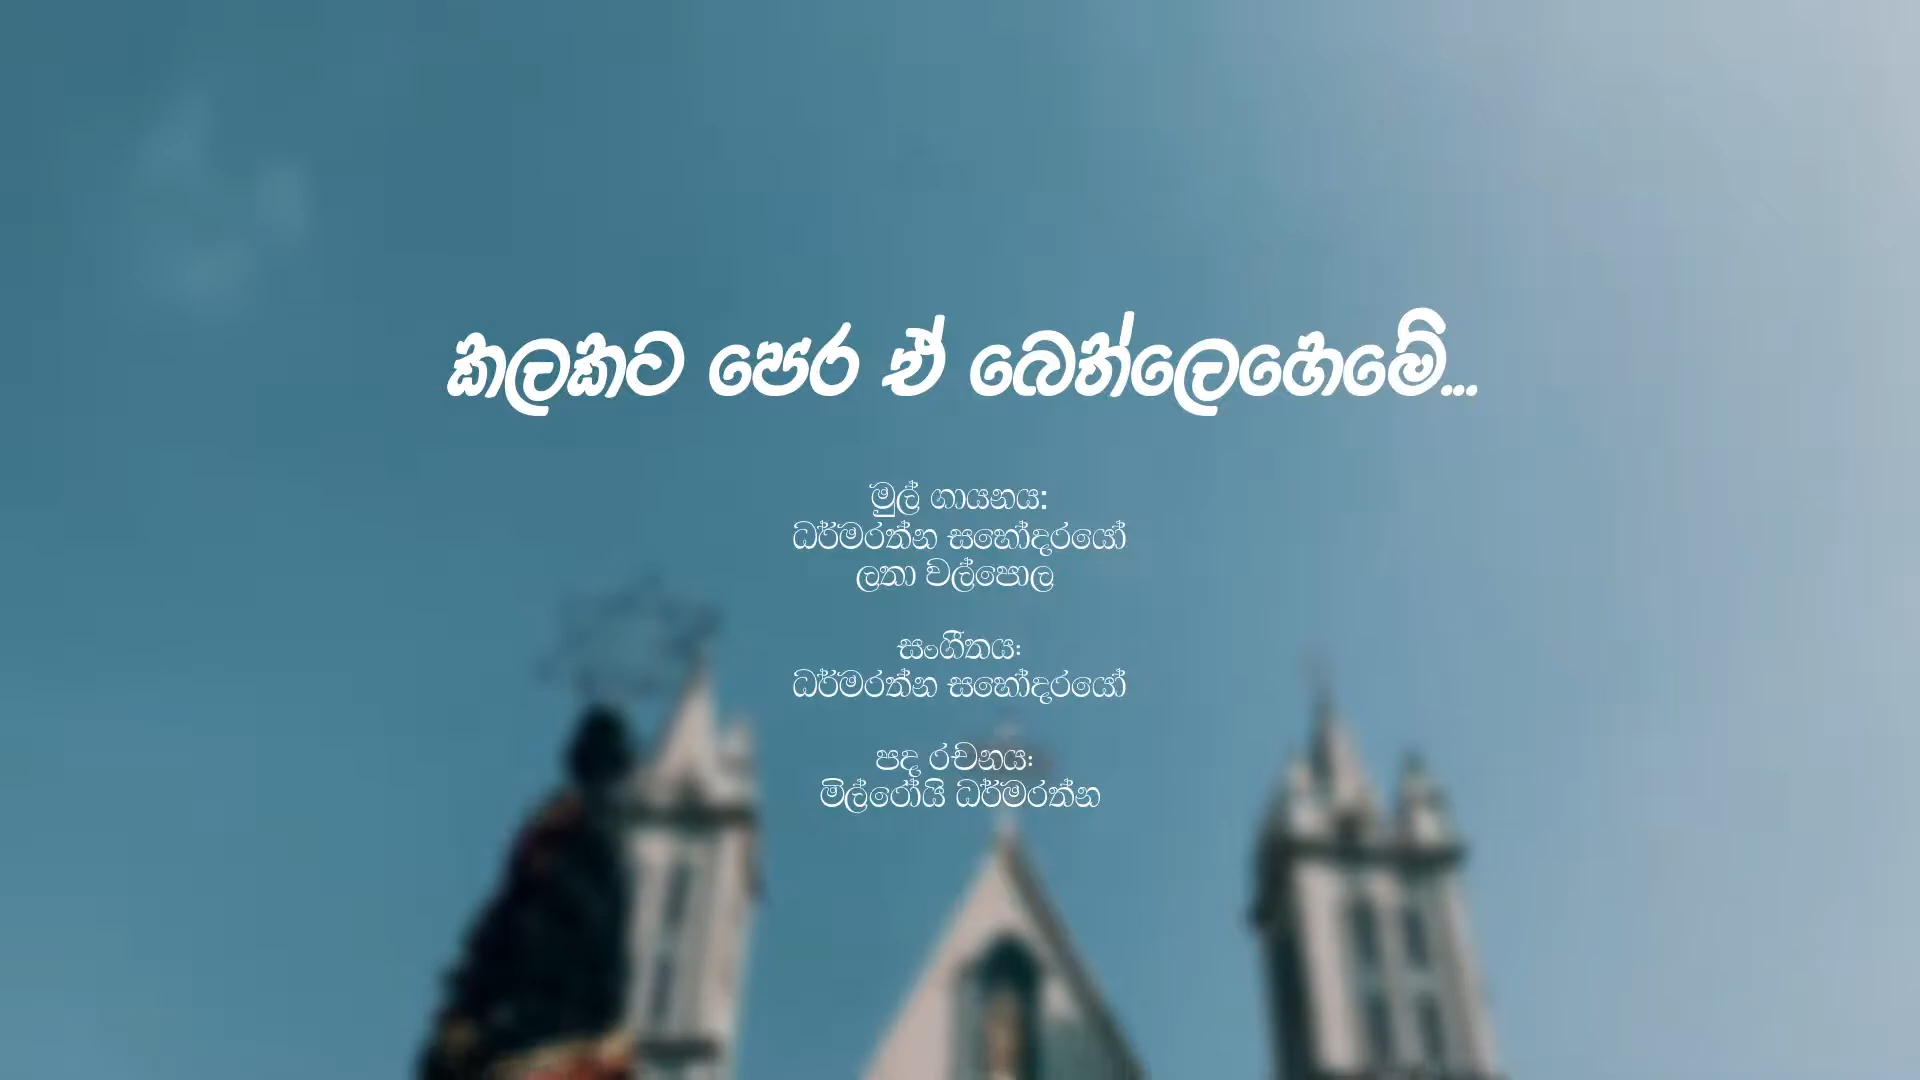 කලකට පෙර ඒ බෙත්ලෙහෙමේ...
මුල් ගායනය:
ධර්මරත්න සහෝදරයෝ
ලතා වල්පොල
සංගීතය:
ධර්මරත්න සහෝදරයෝ
පද රචනය:
මිල්රෝයි ධර්මරත්න